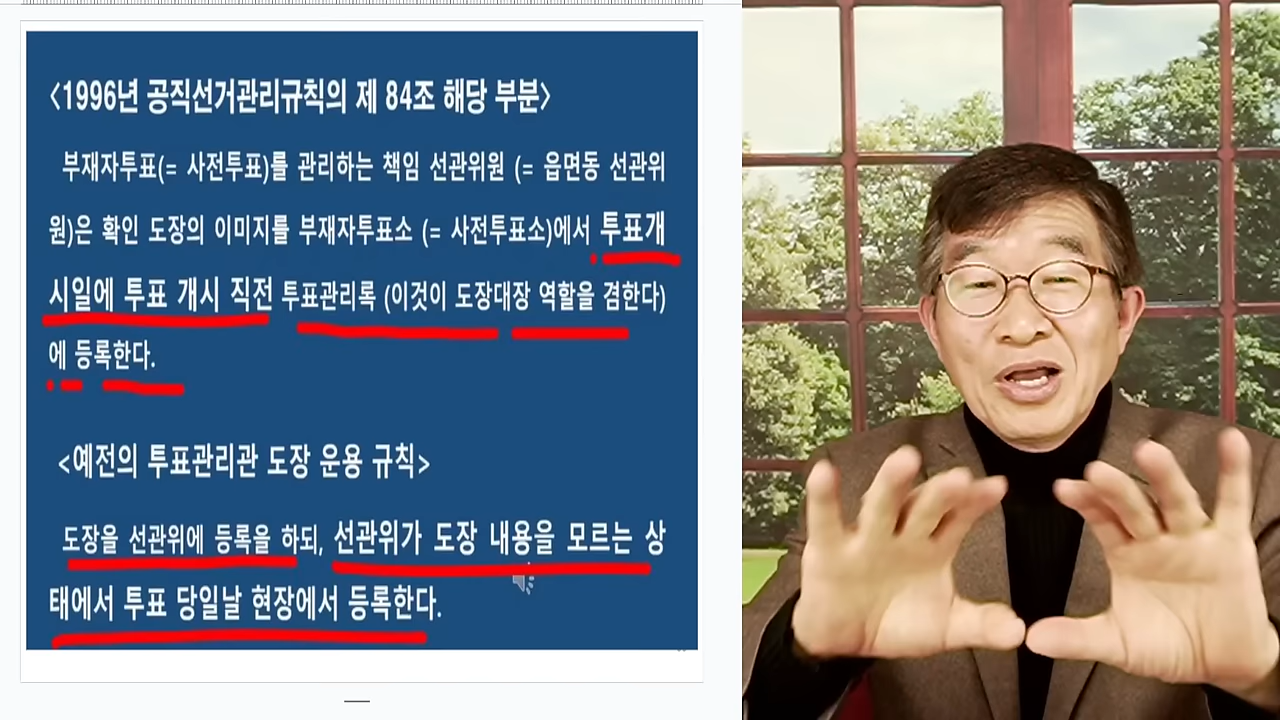 <1996년 공직선거관리규칙의 제 84조 해당 부분>
부재자투표(= 사전투표)를 관리하는 책임 선관위원 (= 읍면동 선관위
원)은 확인 도장의 이미지를 부재자투표소 (= 사전투표소)에서 투표개
시일에 투표 개시 직전 투표관리록 (이것이 도장대장 역할을 겸한다)
에 등록한다.
<예전의 투표관리관 도장 운용 규칙>
도장을 선관위에 등록을 하되, 선관위가 도장 내용을 모르는 상
태에서 투표 당일날 현장에서 등록한다.